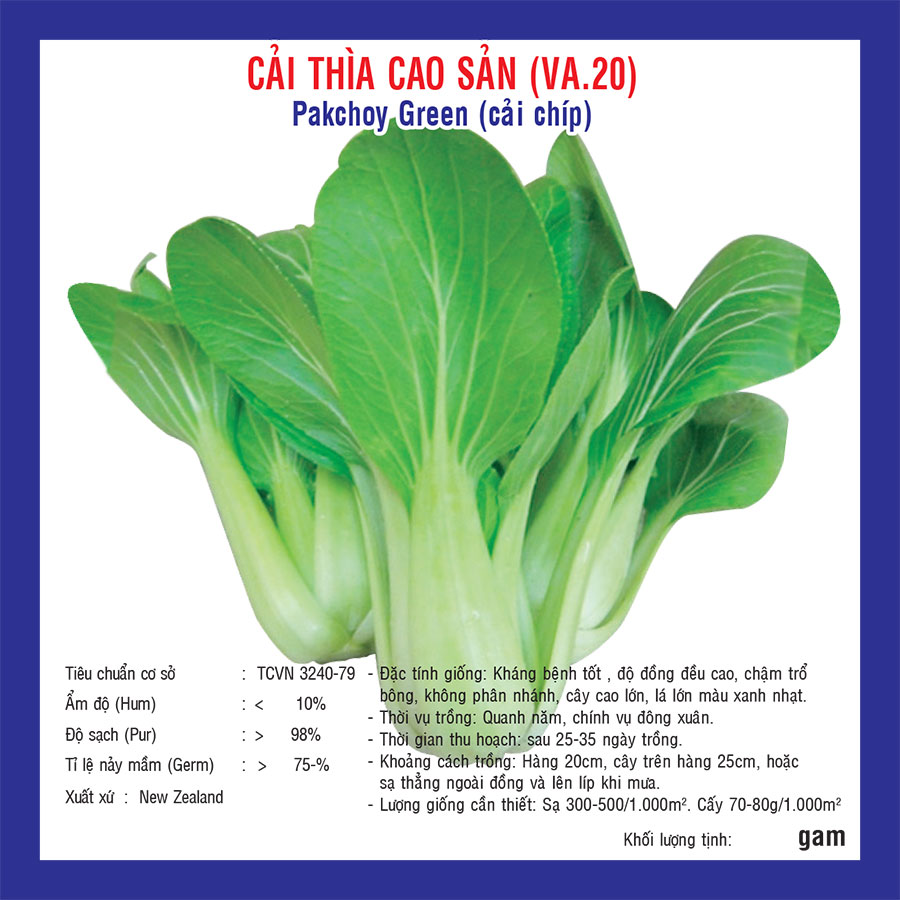 CẢI THÌA CAO SẢN (VA.20)
Pakchoy Green (cải chíp)
Tiêu chuẩn cơ sở : TCVN 3240-79
Ẩm độ (Hum) : < 10%
Độ sạch (Pur) : > 98%
Tỉ lệ nảy mầm (Germ) : > 75-%
Xuất xứ : New Zealand
- Đặc tính giống: Kháng bệnh tốt , độ đồng đều cao, chậm trổ
bông, không phân nhánh, cây cao lớn, lá lớn màu xanh nhạt.
- Thời vụ trồng: Quanh năm, chính vụ đông xuân.
- Thời gian thu hoạch: sau 25-35 ngày trồng.
- Khoảng cách trồng: Hàng 20cm, cây trên hàng 25cm, hoặc
sạ thẳng ngoài đồng và lên líp khi mưa.
- Lượng giống cần thiết: Sạ 300-500/1.000m². Cấy 70-80g/1.000m²
Khối lượng tịnh: gam